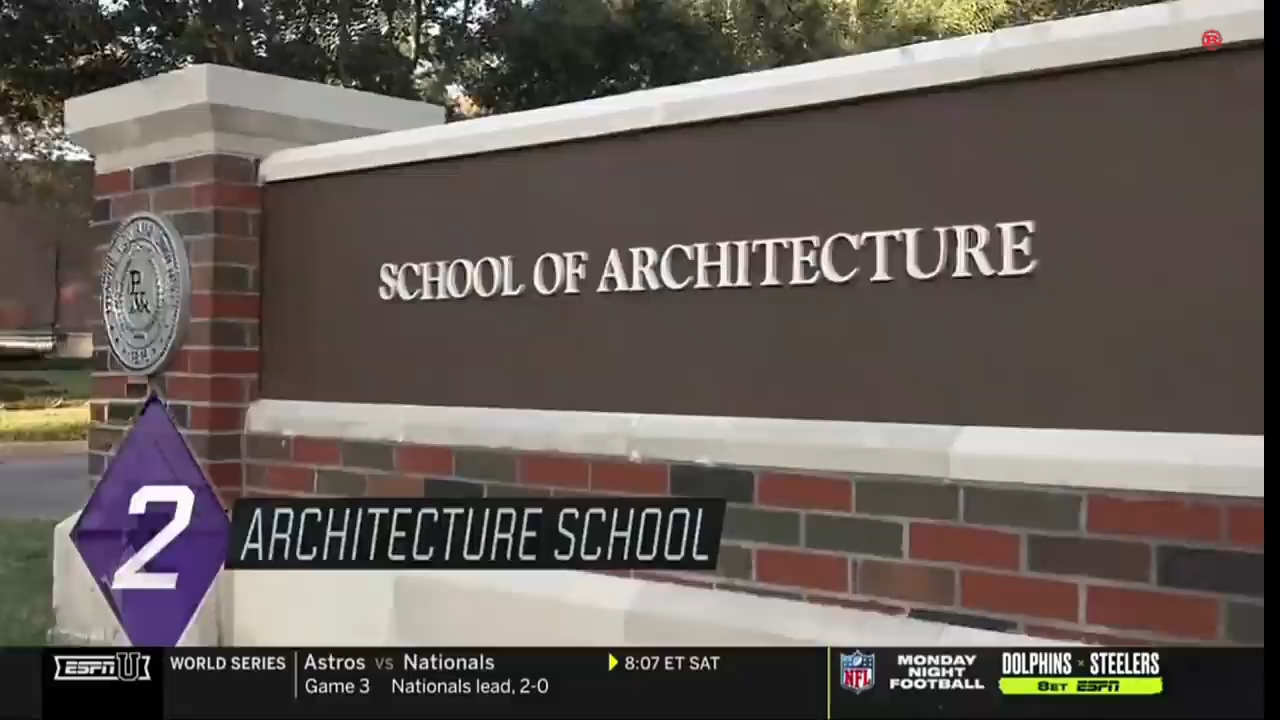 SCHOOL OF ARCHITECTURE
2 ARCHITECTURE SCHOOL
ESPN U
WORLD SERIES
Astros vs Nationals
Game 3 Nationals lead, 2-0
8:07 ET SAT
NFL
MONDAY
NIGHT
FOOTBALL
DOLPHINS × STEELERS
8ET ESPN